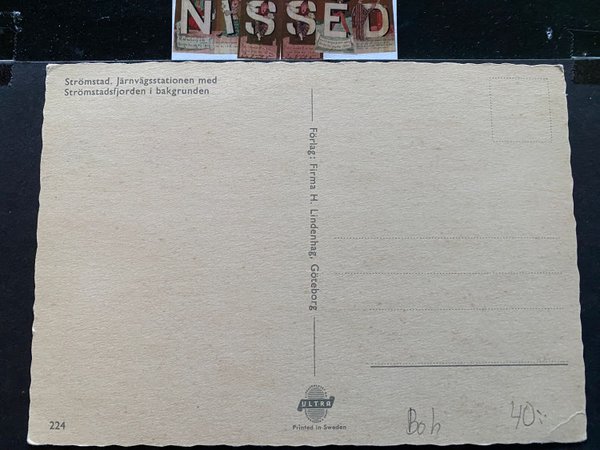 NISSED
Strömstad. Järnvägsstationen med
Strömstadsfjorden i bakgrunden
Förlag: Firma H. Lindenhag, Göteborg
ULTRA
Printed in Sweden
224
Boh
40:-